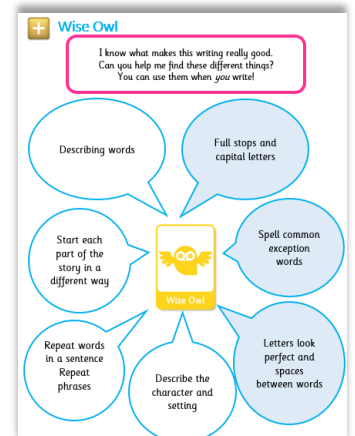 Wise Owl
I know what makes this writing really good.
Can you help me find these different things?
You can use them when you write!
Describing words
Full stops and
capital letters
Start each
part of the
story in a
different way
Spell common
exception
words
Wise Owl
Repeat words
in a sentence
Repeat
phrases
Describe the
character and
setting
Letters look
perfect and
spaces
between words